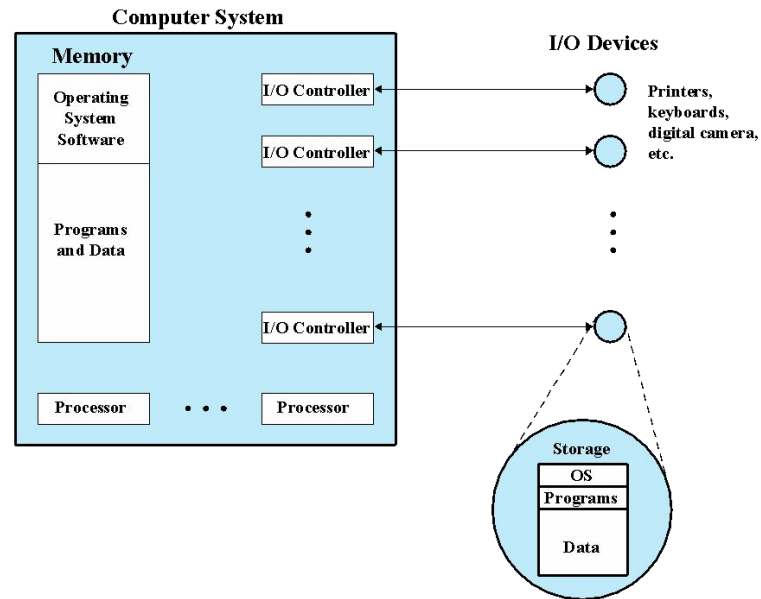 Computer System
I/O Devices
Memory
Operating
System
Software
Programs
and Data
I/O Controller
I/O Controller
I/O Controller
Processor
Processor
Printers,
keyboards,
digital camera,
etc.
Storage
OS
Programs
Data